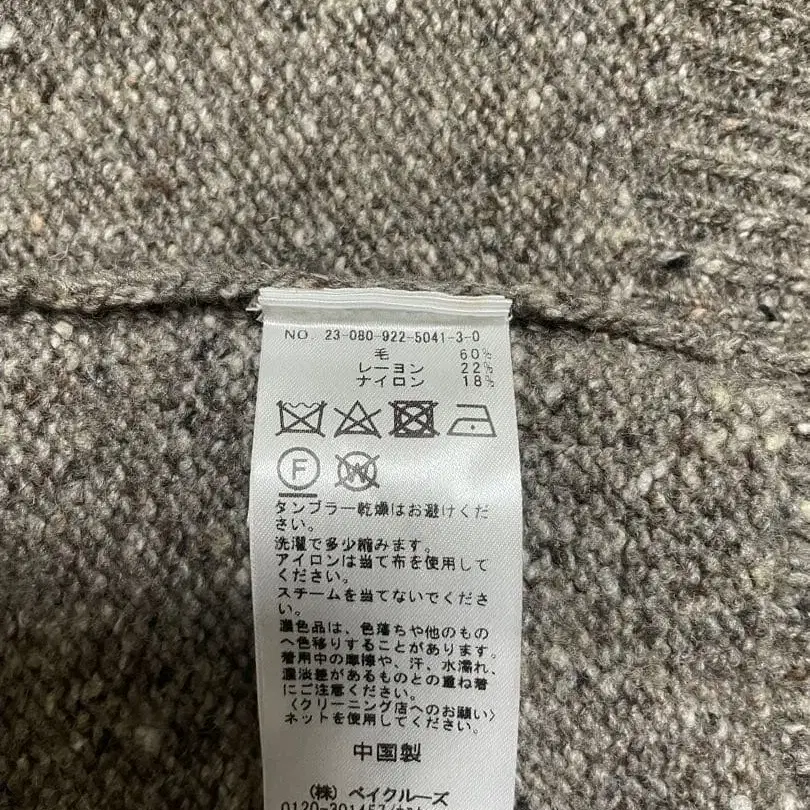 NO. 23-080-922-5041-3-0
毛 60%
レーヨン 22%
ナイロン 18%
F W
タンブラー乾燥はお避けくだ
さい。
洗濯で多少縮みます。
アイロンは当て布を使用して
ください。
スチームを当てないでくださ
い。
濃色品は、色落ちや他のもの
へ色移りすることがあります。
着用中の摩擦や、汗、水濡れ、
濃淡差があるものとの重ね着
にご注意ください。
〈クリーニング店へのお願い〉
ネットを使用してください。
中国製
(株) ベイクルーズ
0120-301457